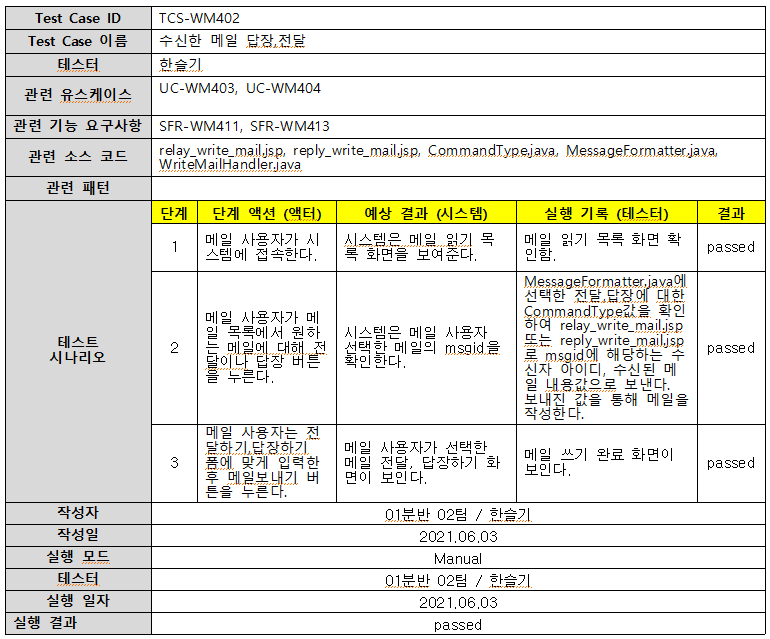 Test Case ID
TCS-WM402
Test Case 이름
수신한 메일 답장,전달
테스터
한슬기
관련 유스케이스
UC-WM403, UC-WM404
관련 기능 요구사항
SFR-WM411, SFR-WM413
관련 소스 코드
relay_write_mail.jsp, reply_write_mail.jsp, CommandType.java, MessageFormatter.java,
WriteMailHandler.java
관련 패턴
테스트
시나리오
단계
단계 액션 (액터)
예상 결과 (시스템)
실행 기록 (테스터)
결과
1
메일 사용자가 시
스템에 접속한다.
시스템은 메일 읽기 목
록 화면을 보여준다.
메일 읽기 목록 화면 확
인함.
passed
2
메일 사용자가 메
일 목록에서 원하
는 메일에 대해 전
달이나 답장 버튼
을 누른다.
시스템은 메일 사용자
선택한 메일의 msgid을
확인한다.
MessageFormatter.java에
선택한 전달,답장에 대한
CommandType값을 확인
하여 relay_write_mail.jsp
또는 reply_write_mail.jsp
로 msgid에 해당하는 수
신자 아이디, 수신된 메
일 내용값으로 보낸다.
보내진 값을 통해 메일을
작성한다.
passed
3
메일 사용자는 전
달하기,답장하기
폼에 맞게 입력한
후 메일보내기 버
튼을 누른다.
메일 사용자가 선택한
메일 전달, 답장하기 화
면이 보인다.
메일 쓰기 완료 화면이
보인다.
passed
작성자
01분반 02팀 / 한슬기
작성일
2021.06.03
실행 모드
Manual
테스터
01분반 02팀 / 한슬기
실행 일자
2021.06.03
실행 결과
passed